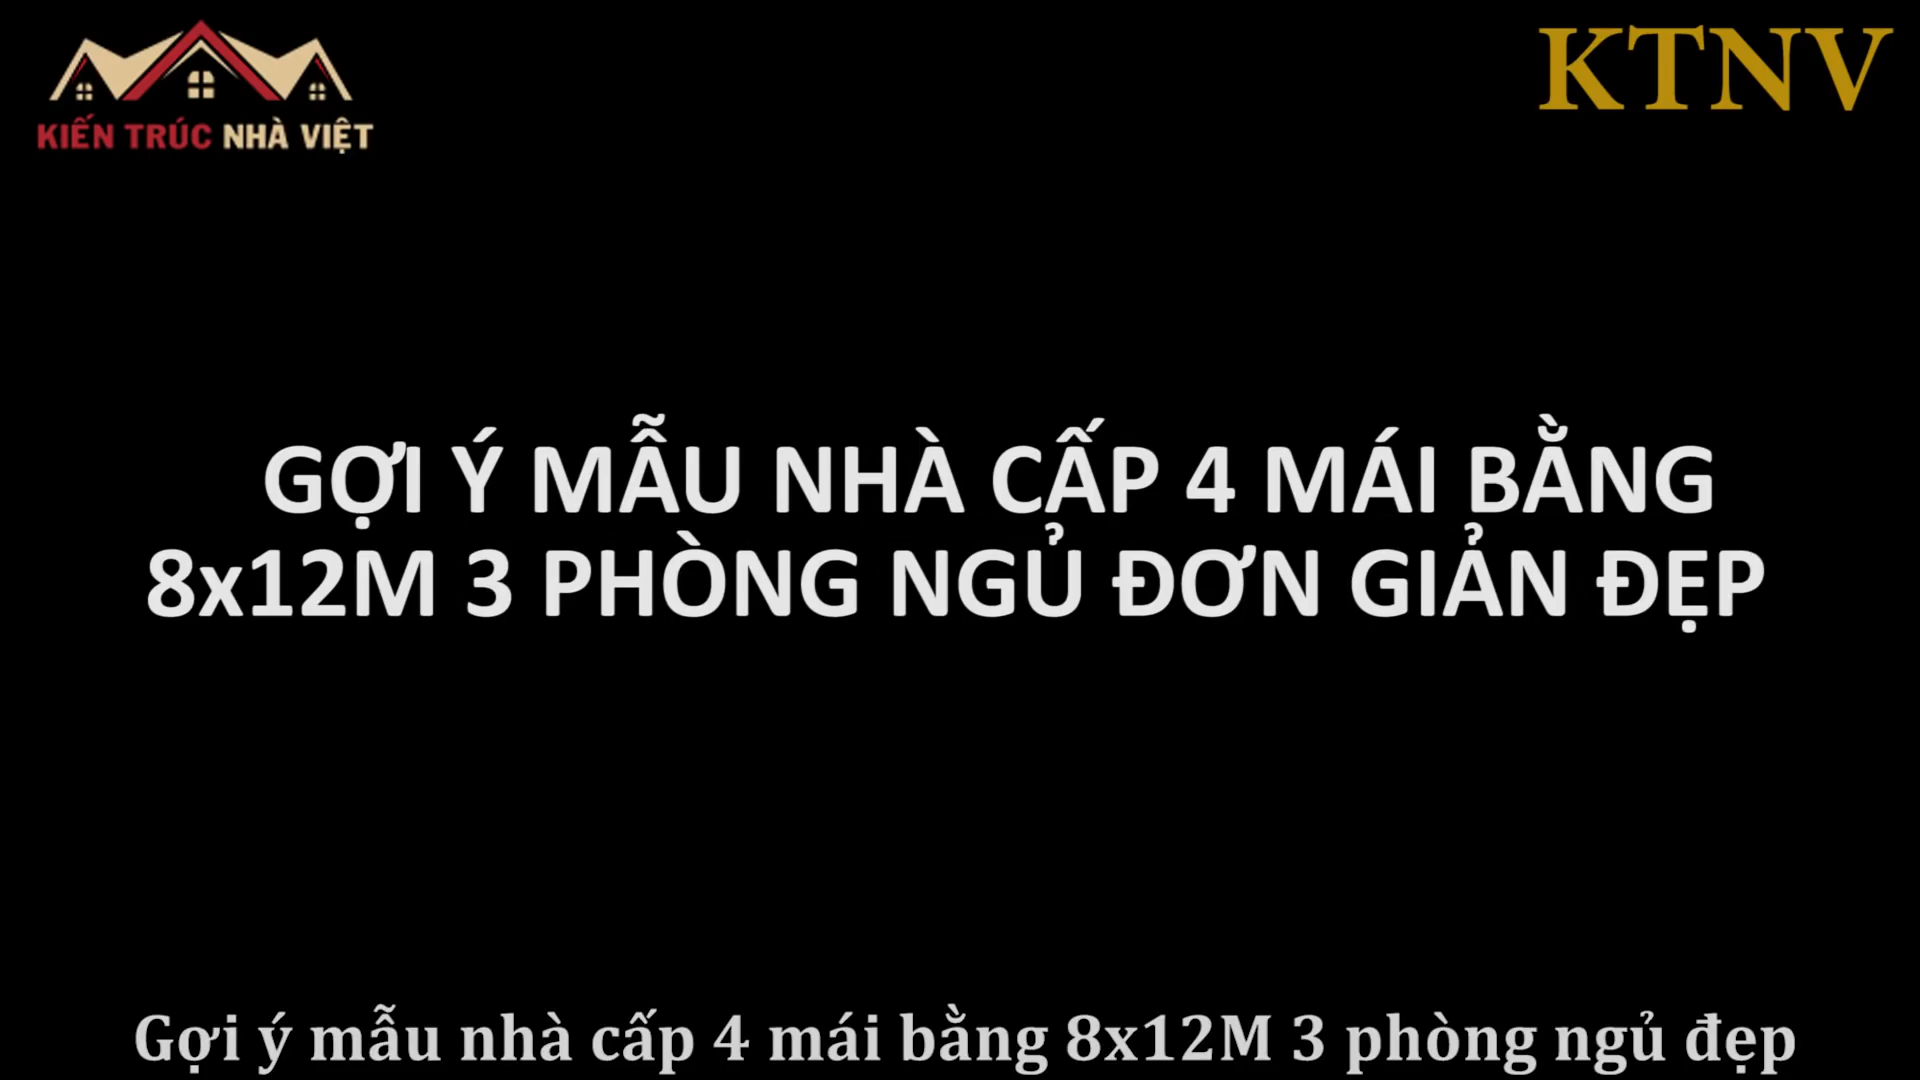 KIẾN TRÚC NHÀ VIỆT
KTNV
GỢI Ý MẪU NHÀ CẤP 4 MÁI BẰNG
8x12M 3 PHÒNG NGỦ ĐƠN GIẢN ĐẸP
Gợi ý mẫu nhà cấp 4 mái bằng 8x12M 3 phòng ngủ đẹp